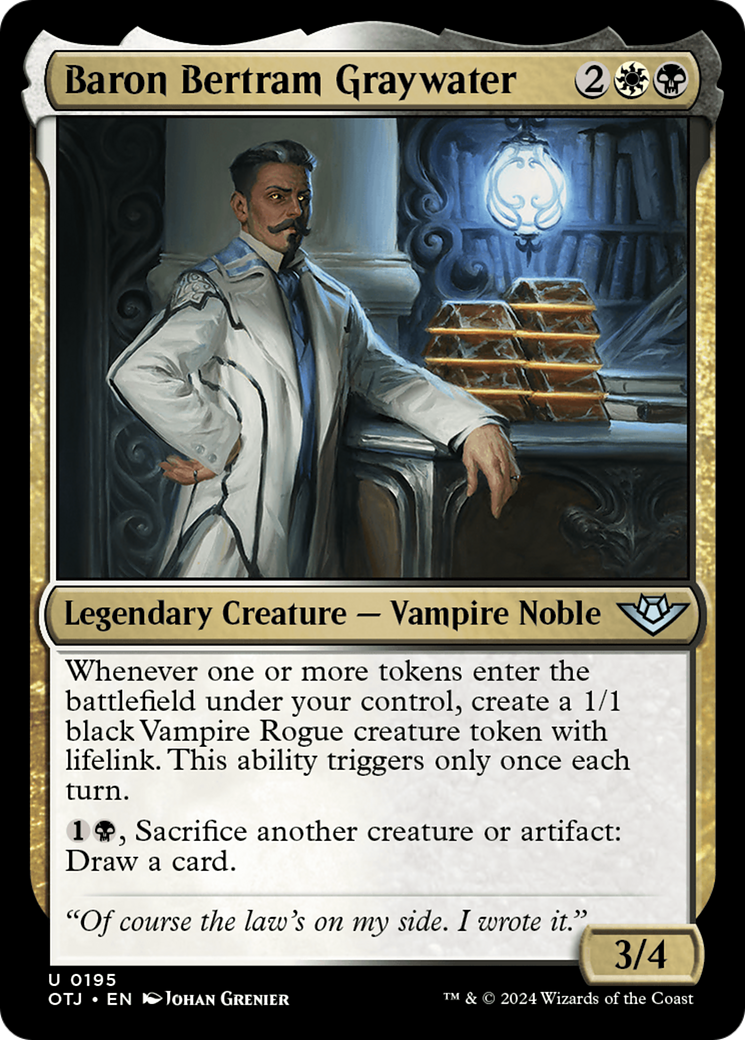 Baron Bertram Graywater 2
Legendary Creature — Vampire Noble
Whenever one or more tokens enter the
battlefield under your control, create a 1/1
black Vampire Rogue creature token with
lifelink. This ability triggers only once each
turn.
1, Sacrifice another creature or artifact:
Draw a card.
“Of course the law’s on my side. I wrote it.”
3/4
U 0195
OTJ • EN Johan Grenier
™ & © 2024 Wizards of the Coast